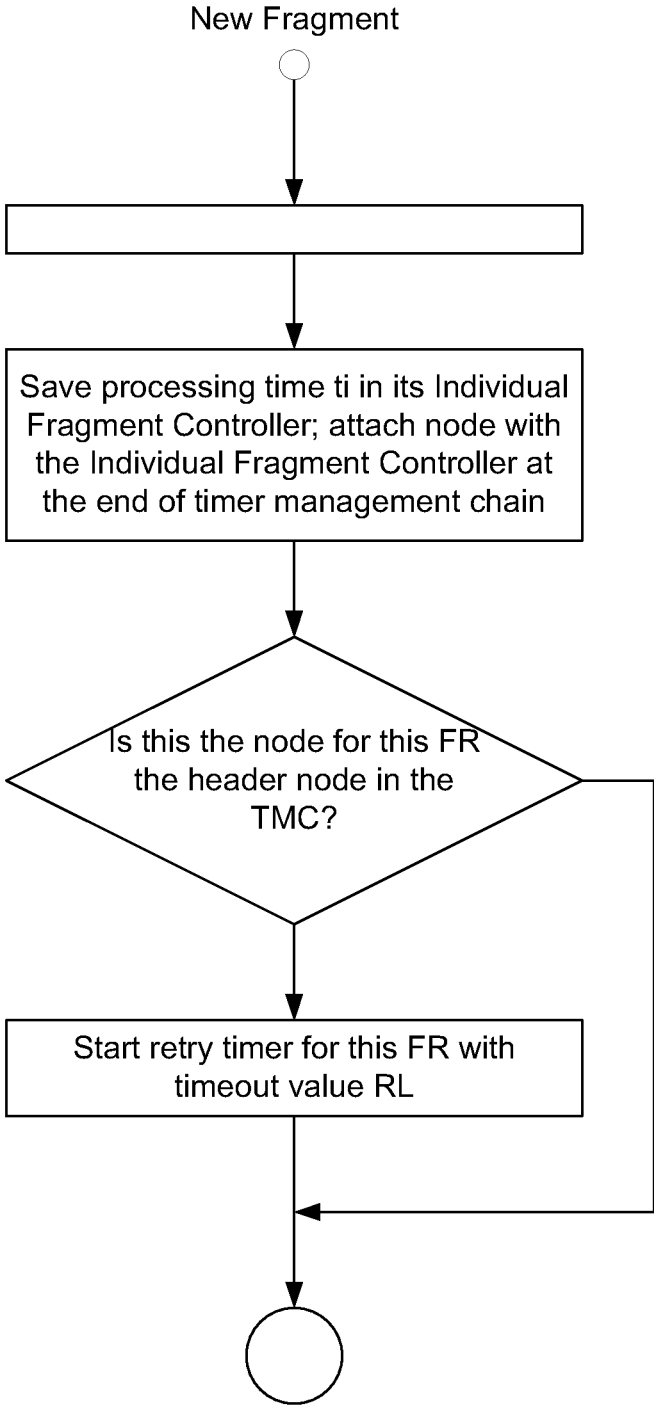 New Fragment
Save processing time ti in its Individual
Fragment Controller; attach node with
the Individual Fragment Controller at
the end of timer management chain
Is this the node for this FR
the header node in the
TMC?
Start retry timer for this FR with
timeout value RL